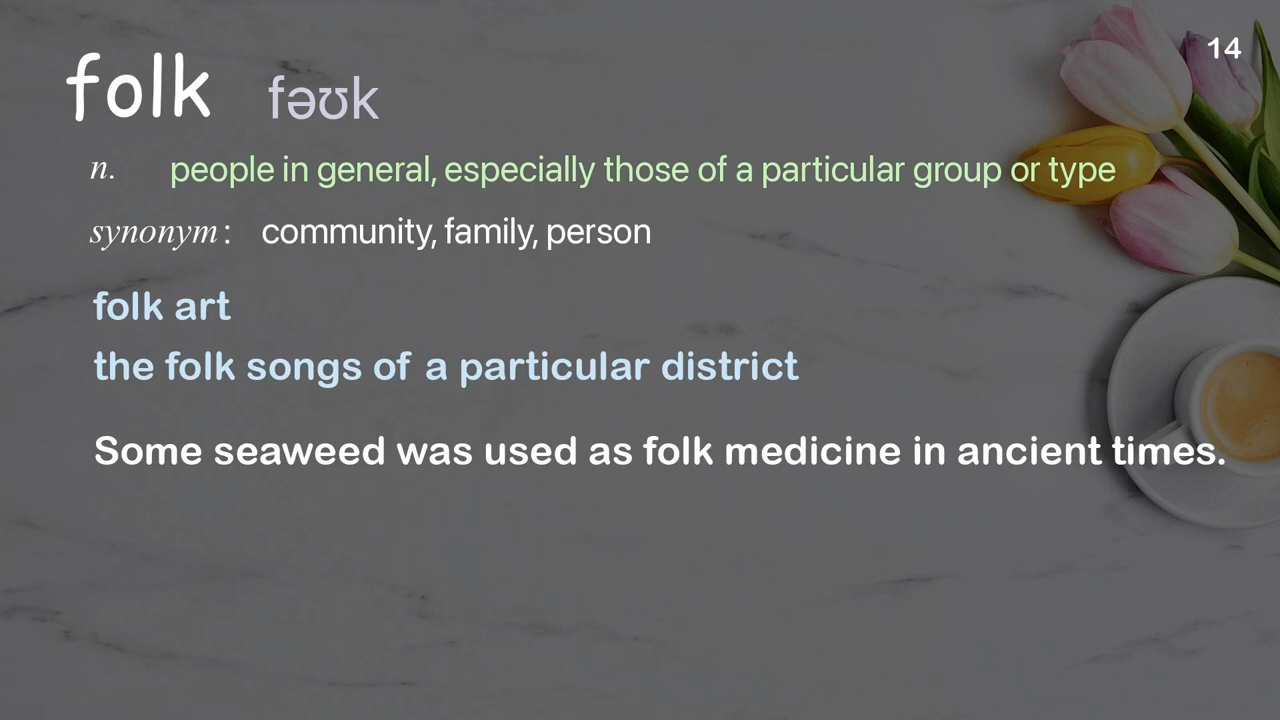 14
folk fəʊk
n. people in general, especially those of a particular group or type
synonym: community, family, person
folk art
the folk songs of a particular district
Some seaweed was used as folk medicine in ancient times.